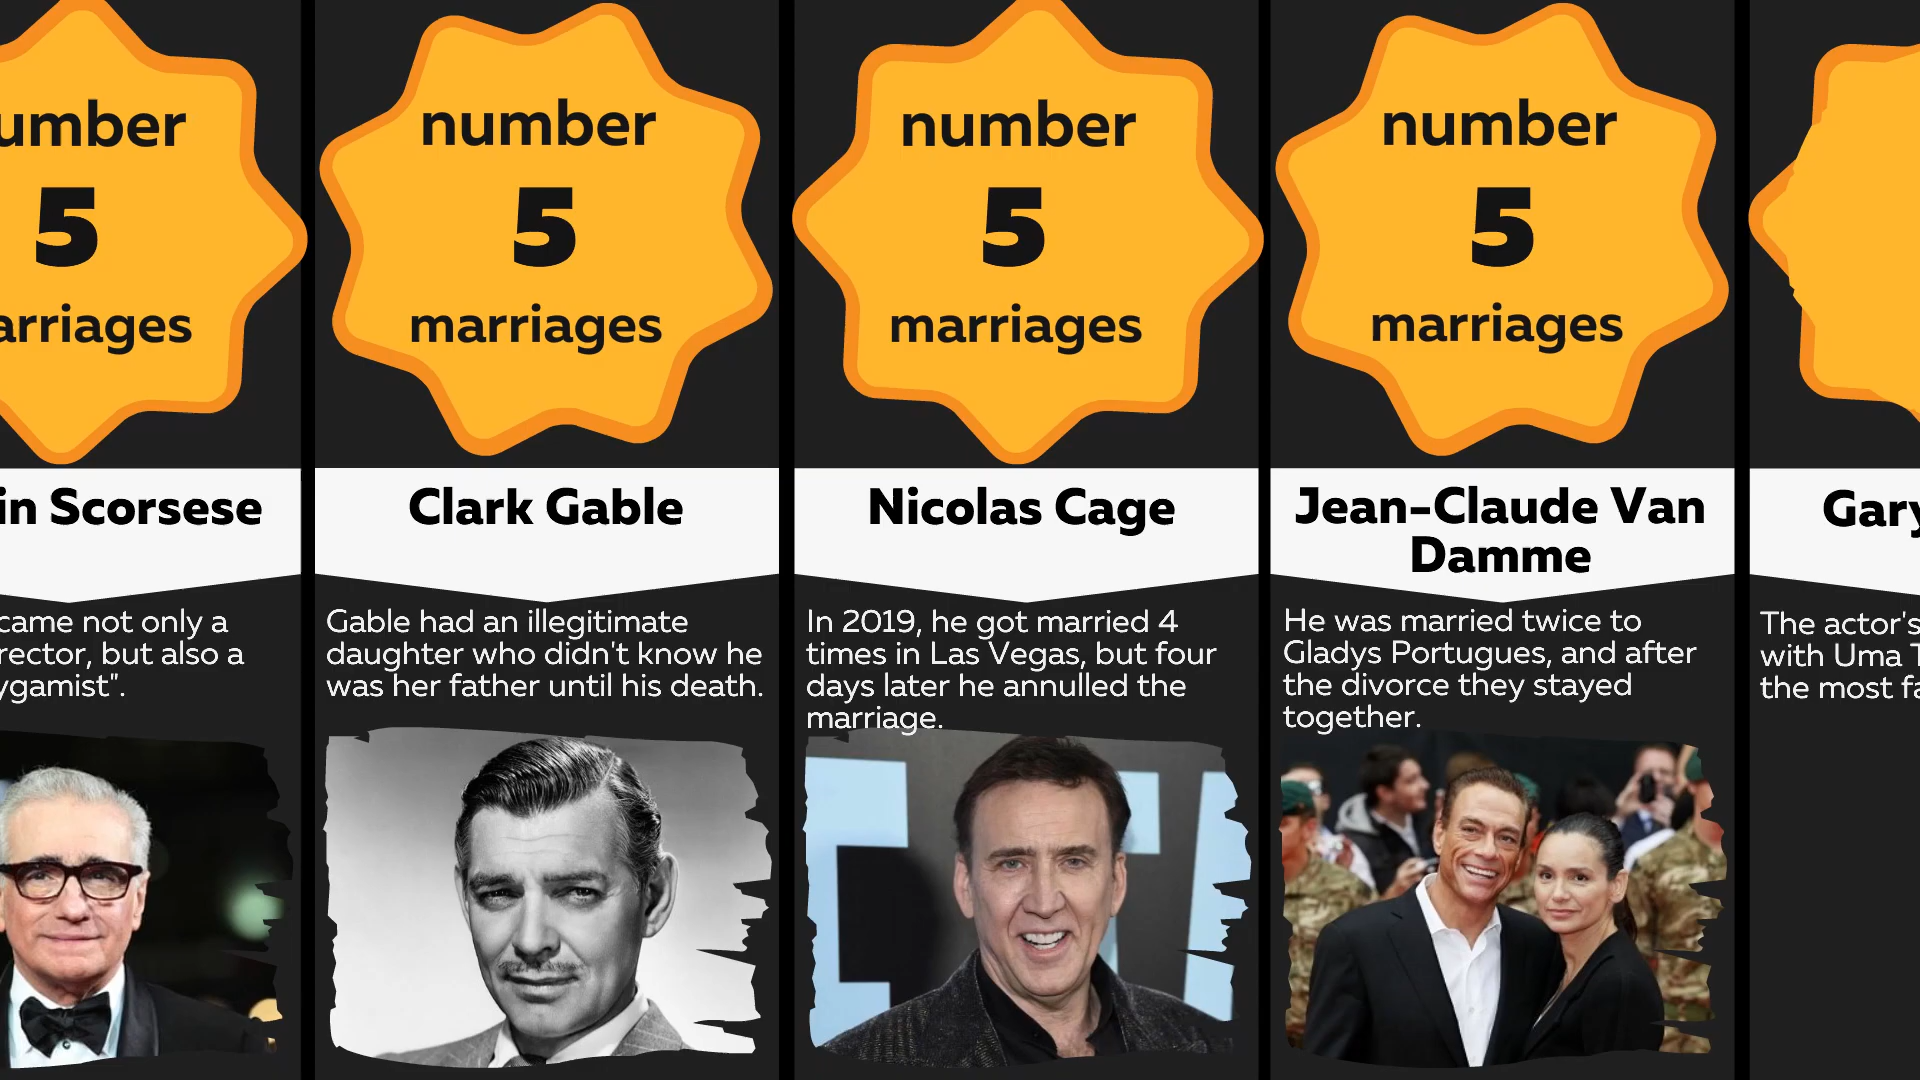 umber
5
arriages
in Scorsese
came not only a
rector, but also a
ygamist".
number
5
marriages
Clark Gable
Gable had an illegitimate
daughter who didn't know he
was her father until his death.
number
5
marriages
Nicolas Cage
In 2019, he got married 4
times in Las Vegas, but four
days later he annulled the
marriage.
number
5
marriages
Jean-Claude Van
Damme
He was married twice to
Gladys Portugues, and after
the divorce they stayed
together.
Gary
The actor's
with Uma T
the most fa